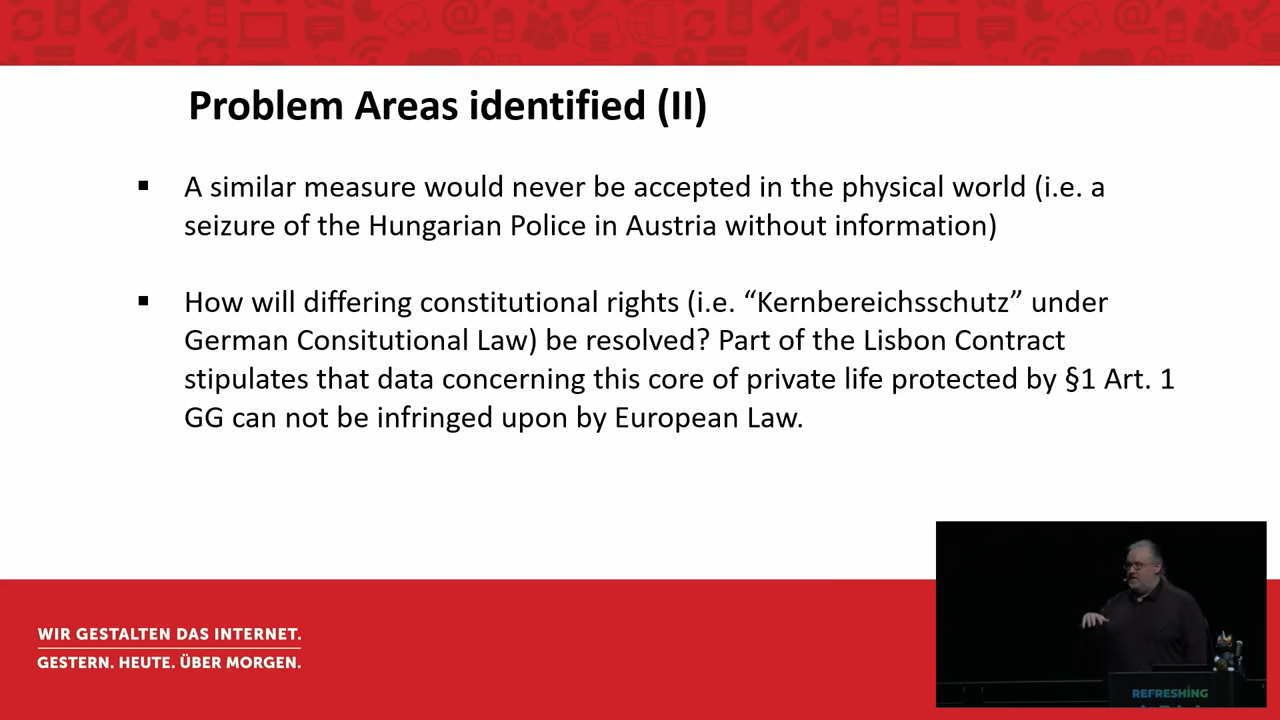 Problem Areas identified (II)
▪ A similar measure would never be accepted in the physical world (i.e. a
seizure of the Hungarian Police in Austria without information)
▪ How will differing constitutional rights (i.e. “Kernbereichsschutz” under
German Consitutional Law) be resolved? Part of the Lisbon Contract
stipulates that data concerning this core of private life protected by §1 Art. 1
GG can not be infringed upon by European Law.
WIR GESTALTEN DAS INTERNET.
GESTERN. HEUTE. ÜBER MORGEN.
REFRESHING